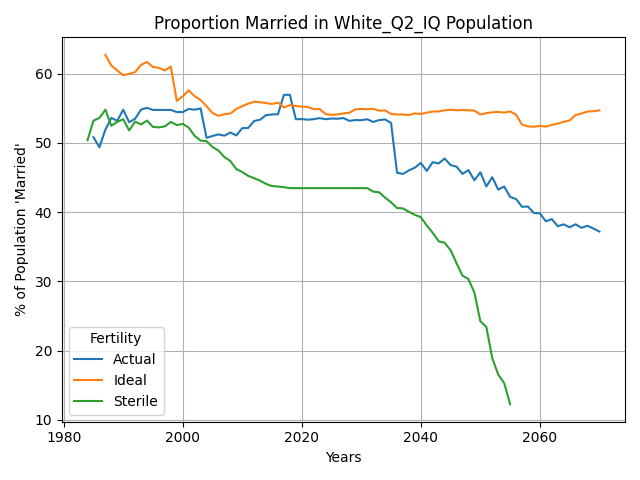 Proportion Married in White_Q2_IQ Population
% of Population 'Married'
60
50
40
30
20
10
1980 2000 2020 2040 2060
Years
Fertility
Actual
Ideal
Sterile